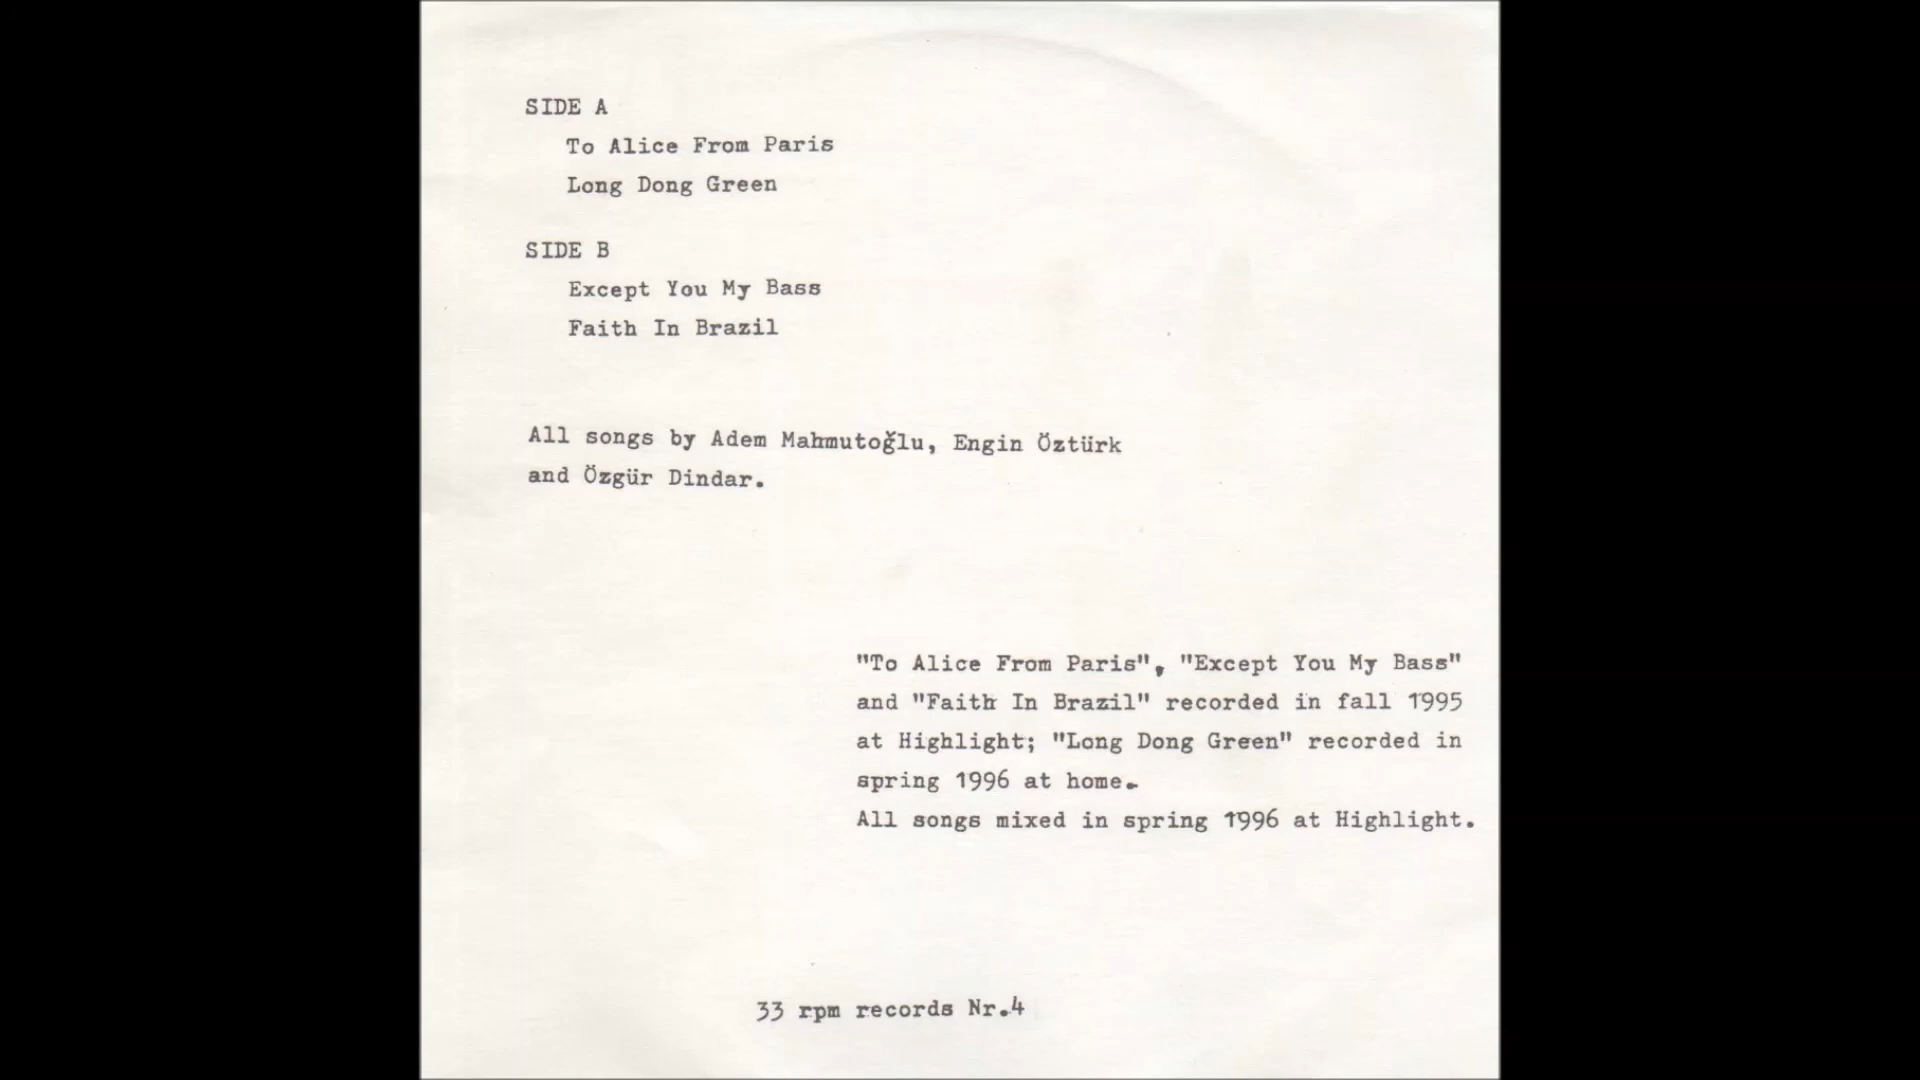 SIDE A
To Alice From Paris
Long Dong Green
SIDE B
Except You My Bass
Faith In Brazil
All songs by Adem Mahmutoğlu, Engin Öztürk
and Özgür Dindar.
"To Alice From Paris", "Except You My Bass"
and "Faith In Brazil" recorded in fall 1995
at Highlight; "Long Dong Green" recorded in
spring 1996 at home.
All songs mixed in spring 1996 at Highlight.
33 rpm records Nr.4